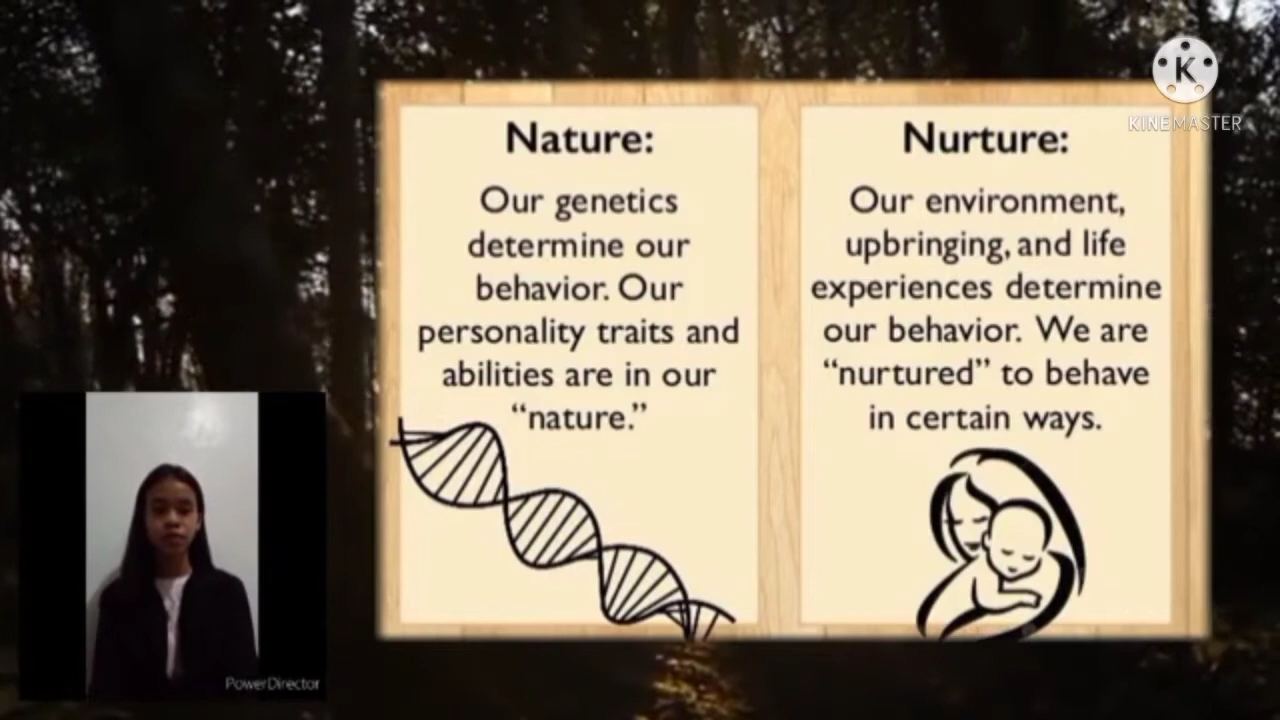 Nature:
Our genetics
determine our
behavior. Our
personality traits and
abilities are in our
“nature.”
Nurture:
Our environment,
upbringing, and life
experiences determine
our behavior. We are
“nurtured” to behave
in certain ways.
K
KINEMASTER
PowerDirector